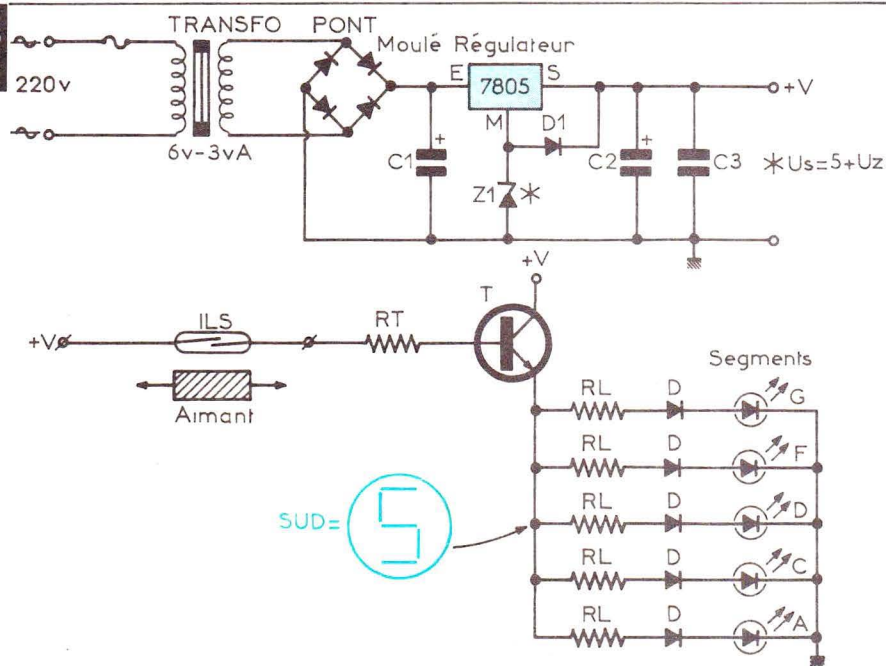 TRANSFO PONT
Moulé Régulateur
220v
E 7805 S
+V
M D1
6v-3vA
C1 + C2 + C3
*Us=5+Uz
Z1 *
+V
T
ILS
RT
+V
Segments
Aimant
RL D G
RL D F
SUD= RL D D
RL D C
RL D A